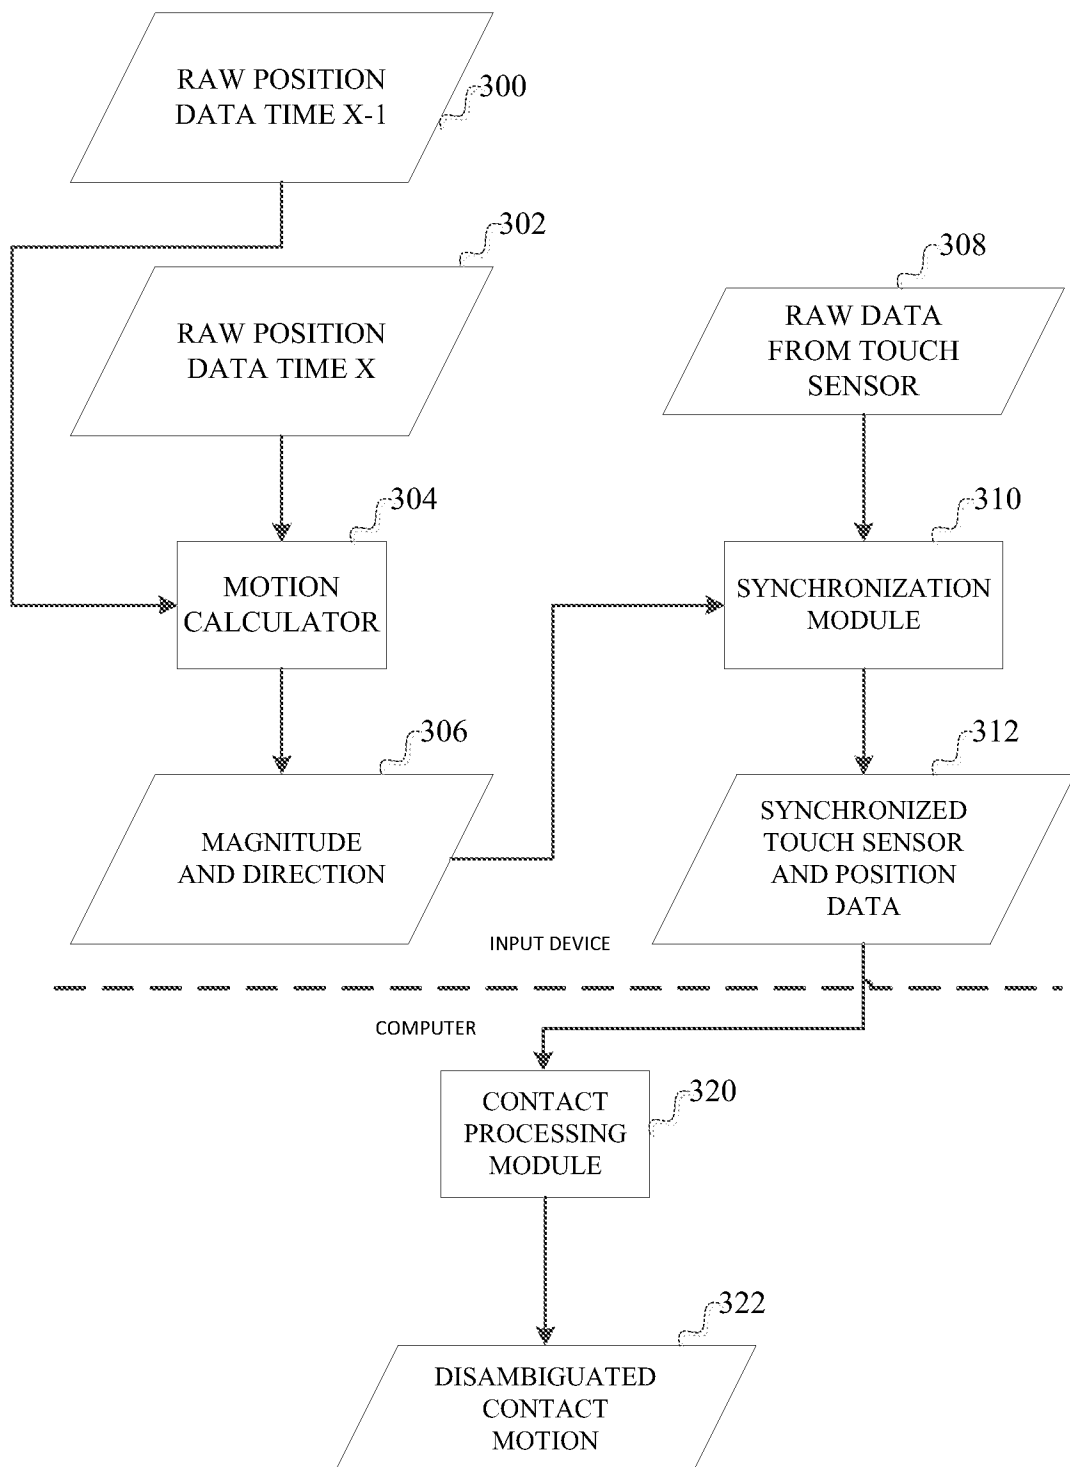 RAW POSITION
DATA TIME X-1
300
302
RAW POSITION
DATA TIME X
308
RAW DATA
FROM TOUCH
SENSOR
304
MOTION
CALCULATOR
310
SYNCHRONIZATION
MODULE
306
MAGNITUDE
AND DIRECTION
312
SYNCHRONIZED
TOUCH SENSOR
AND POSITION
DATA
INPUT DEVICE
COMPUTER
320
CONTACT
PROCESSING
MODULE
322
DISAMBIGUATED
CONTACT
MOTION